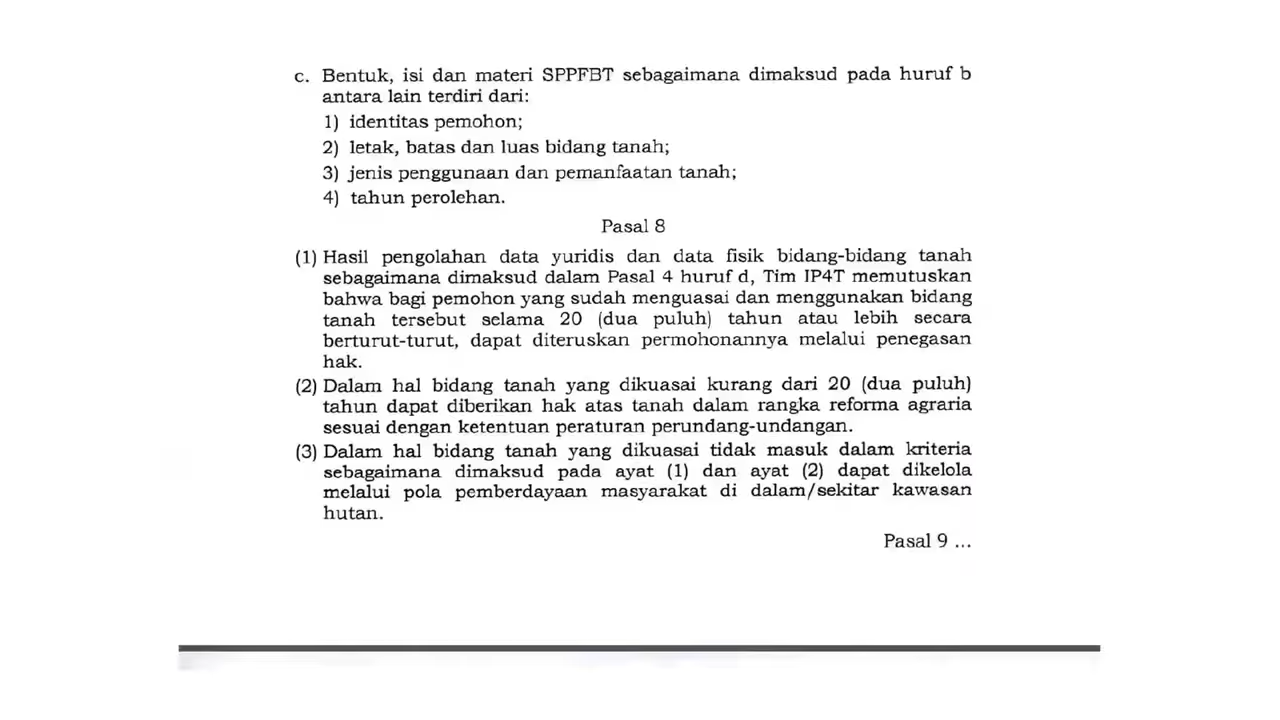 c. Bentuk, isi dan materi SPPFBT sebagaimana dimaksud pada huruf b
antara lain terdiri dari:
1) identitas pemohon;
2) letak, batas dan luas bidang tanah;
3) jenis penggunaan dan pemanfaatan tanah;
4) tahun perolehan.
Pasal 8
(1) Hasil pengolahan data yuridis dan data fisik bidang-bidang tanah
sebagaimana dimaksud dalam Pasal 4 huruf d, Tim IP4T memutuskan
bahwa bagi pemohon yang sudah menguasai dan menggunakan bidang
tanah tersebut selama 20 (dua puluh) tahun atau lebih secara
berturut-turut, dapat diteruskan permohonannya melalui penegasan
hak.
(2) Dalam hal bidang tanah yang dikuasai kurang dari 20 (dua puluh)
tahun dapat diberikan hak atas tanah dalam rangka reforma agraria
sesuai dengan ketentuan peraturan perundang-undangan.
(3) Dalam hal bidang tanah yang dikuasai tidak masuk dalam kriteria
sebagaimana dimaksud pada ayat (1) dan ayat (2) dapat dikelola
melalui pola pemberdayaan masyarakat di dalam/sekitar kawasan
hutan.
Pasal 9 ...